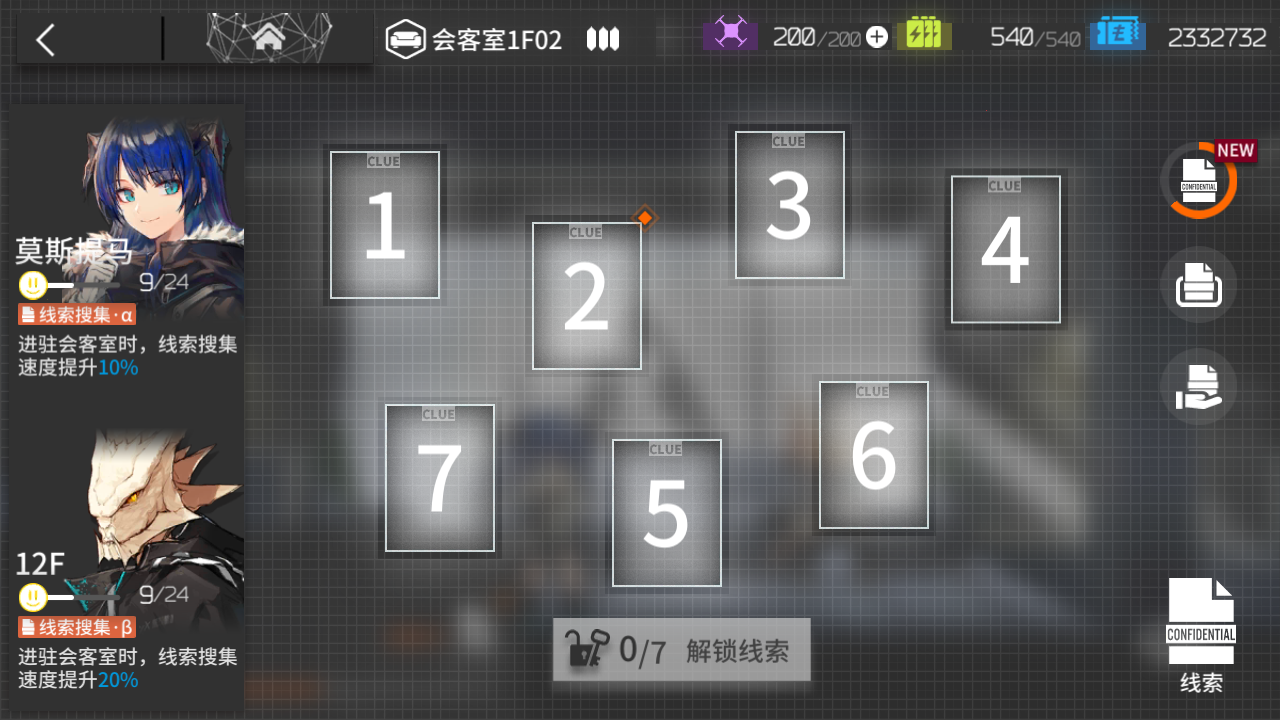 会客室1F02
200/200
540/540
2332732
NEW
CONFIDENTIAL
CLUE
1
CLUE
2
CLUE
3
CLUE
4
CLUE
7
CLUE
5
CLUE
6
莫斯提马
9/24
线索搜集·α
进驻会客室时，线索搜集
速度提升10%
12F
9/24
线索搜集·β
进驻会客室时，线索搜集
速度提升20%
0/7 解锁线索
CONFIDENTIAL
线索